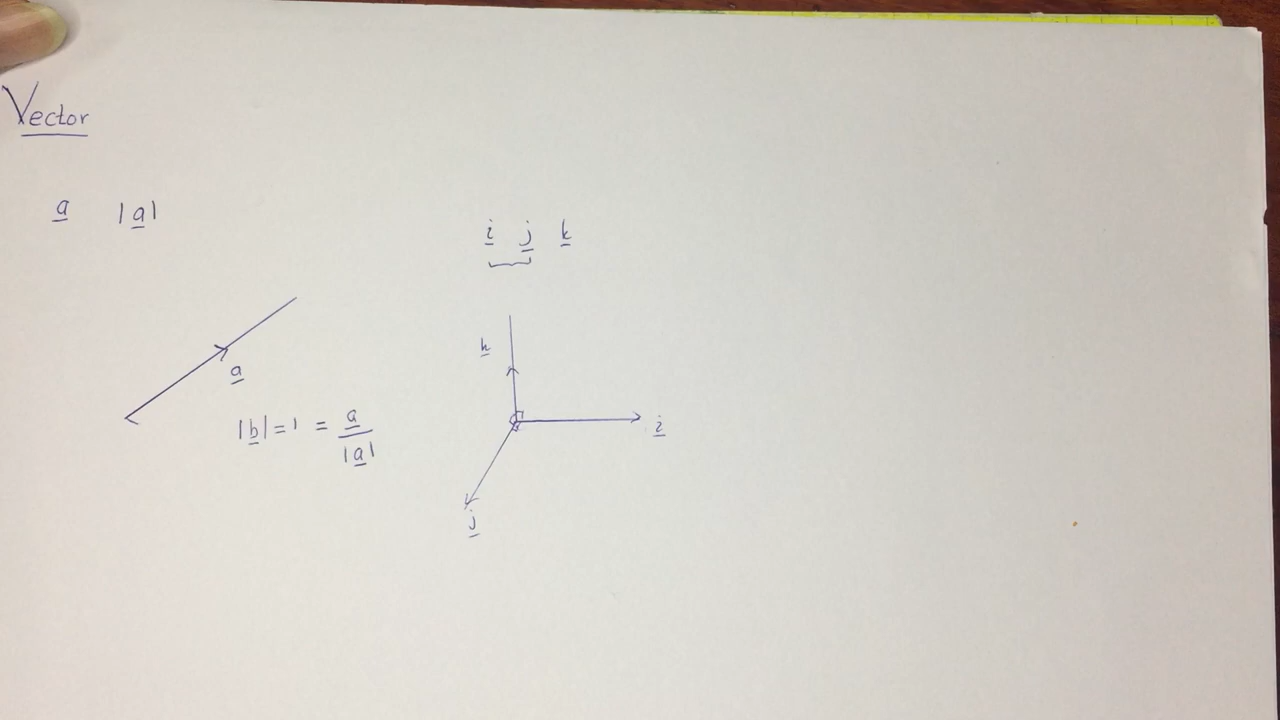 Vector
a |a|
i j k
k
a
|b| = 1 = a / |a|
i
j